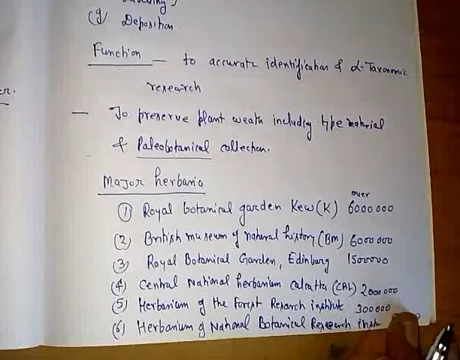 (g) Deposition
Function — to accurate identification & α-Taxonomic
research
— To preserve plant weath including type material
& Paleobotanical collection.
Major herbaria
over
(1) Royal botanical garden Kew (K) 6000000
(2) British museum of natural history (BM) 6000000
(3) Royal Botanical Garden, Edinburg 1500000
(4) Central National herbarium Calcutta (CAL) 2000000
(5) Herbarium of the Forest Research institute 300000
(6) Herbarium of National Botanical Research inst